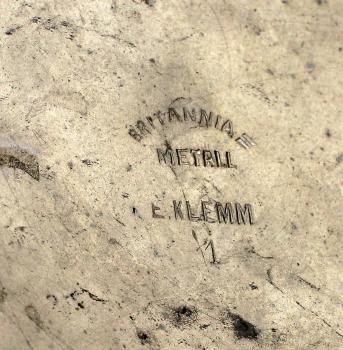 BRITANNIA
METALL
E. KLEMM
1